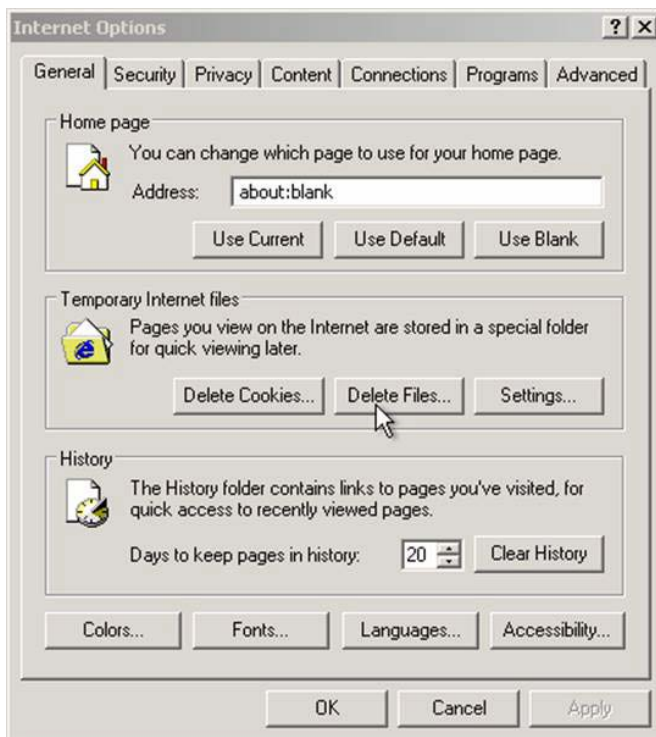 Internet Options
General Security Privacy Content Connections Programs Advanced
Home page
You can change which page to use for your home page.
Address: about:blank
Use Current Use Default Use Blank
Temporary Internet files
Pages you view on the Internet are stored in a special folder
for quick viewing later.
Delete Cookies... Delete Files... Settings...
History
The History folder contains links to pages you've visited, for
quick access to recently viewed pages.
Days to keep pages in history: 20 Clear History
Colors... Fonts... Languages... Accessibility...
OK Cancel Apply